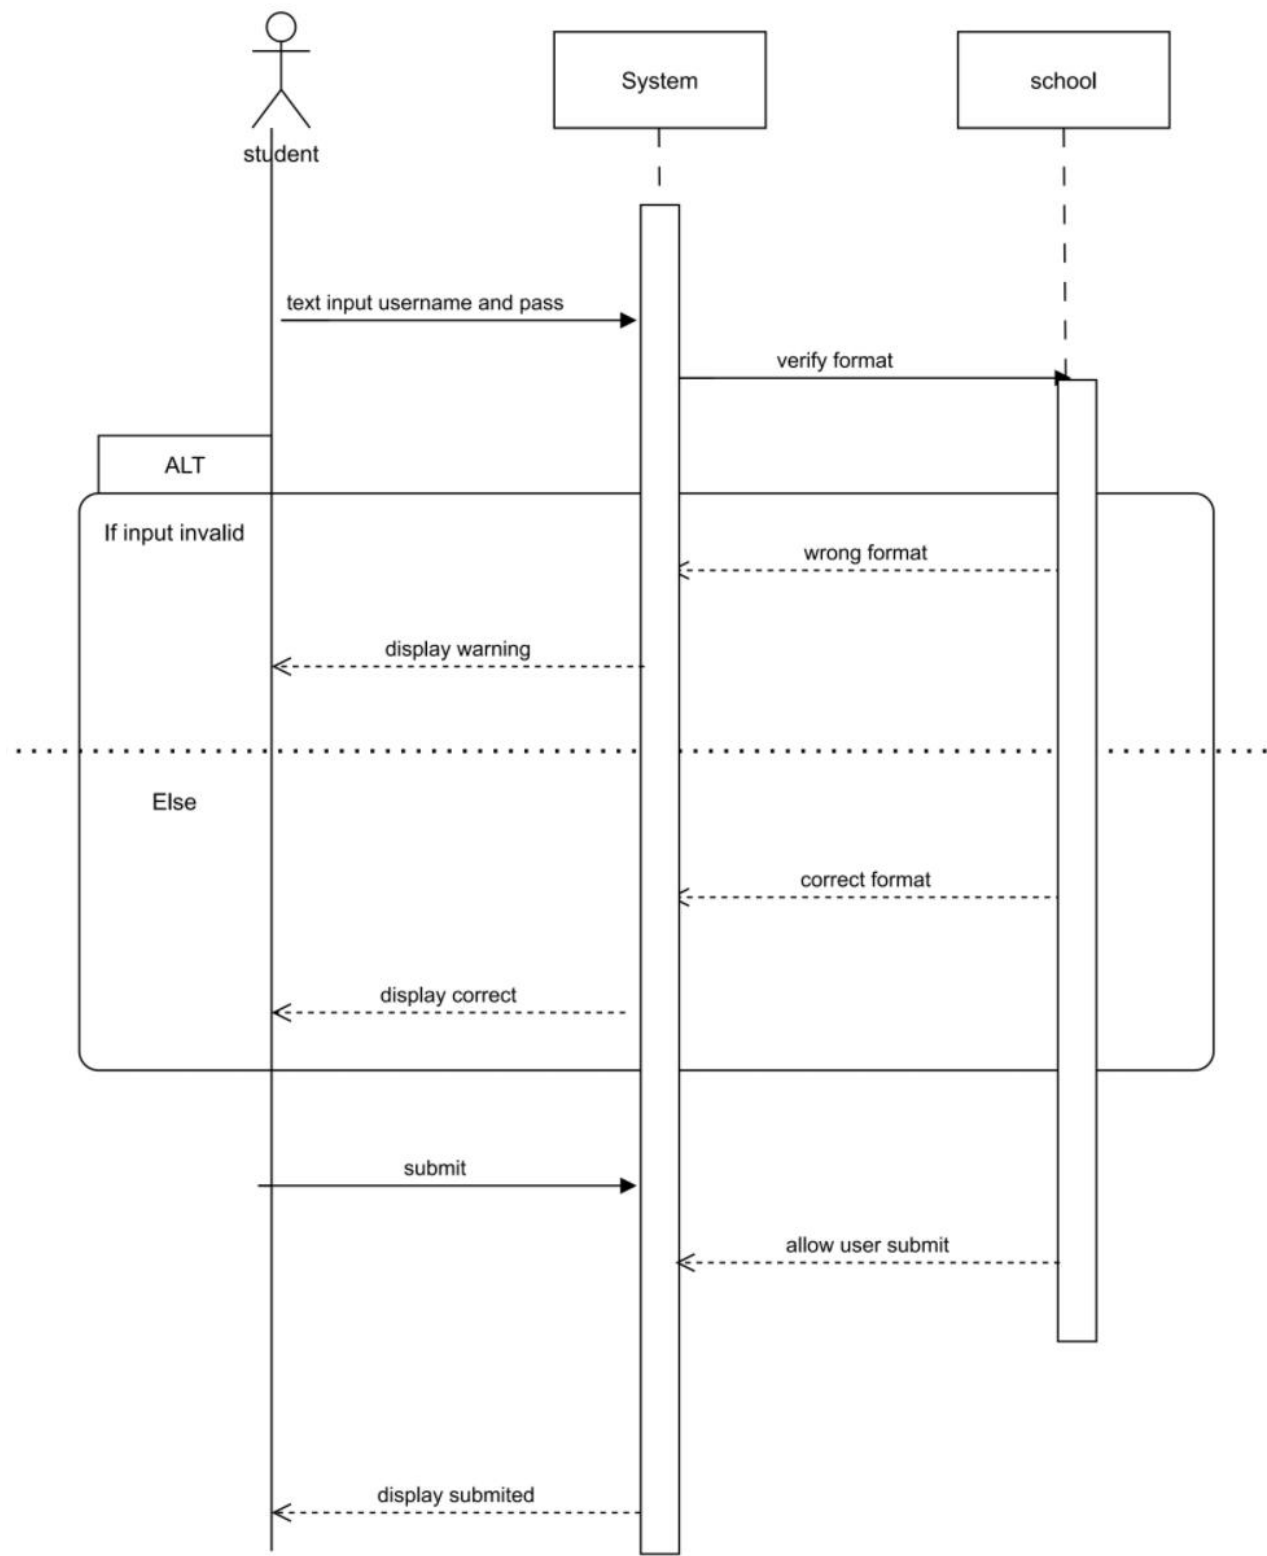 System
school
student
text input username and pass
verify format
ALT
If input invalid
wrong format
display warning
Else
correct format
display correct
submit
allow user submit
display submited